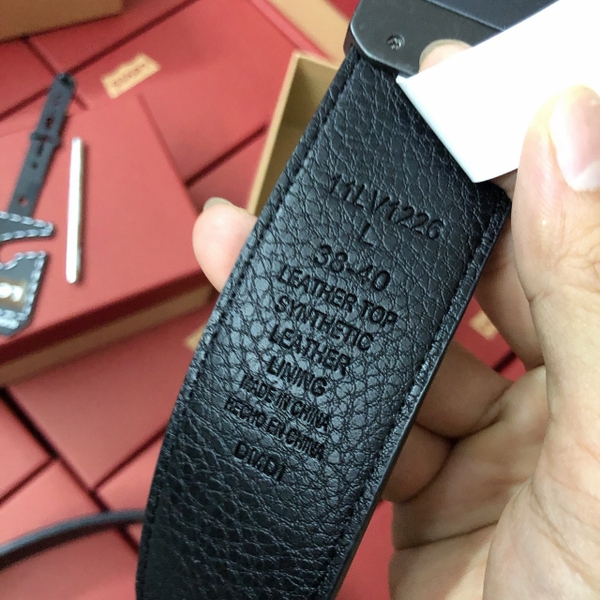 11LV1226
L
38-40
LEATHER TOP
SYNTHETIC
LEATHER
LINING
MADE IN CHINA
HECHO EN CHINA